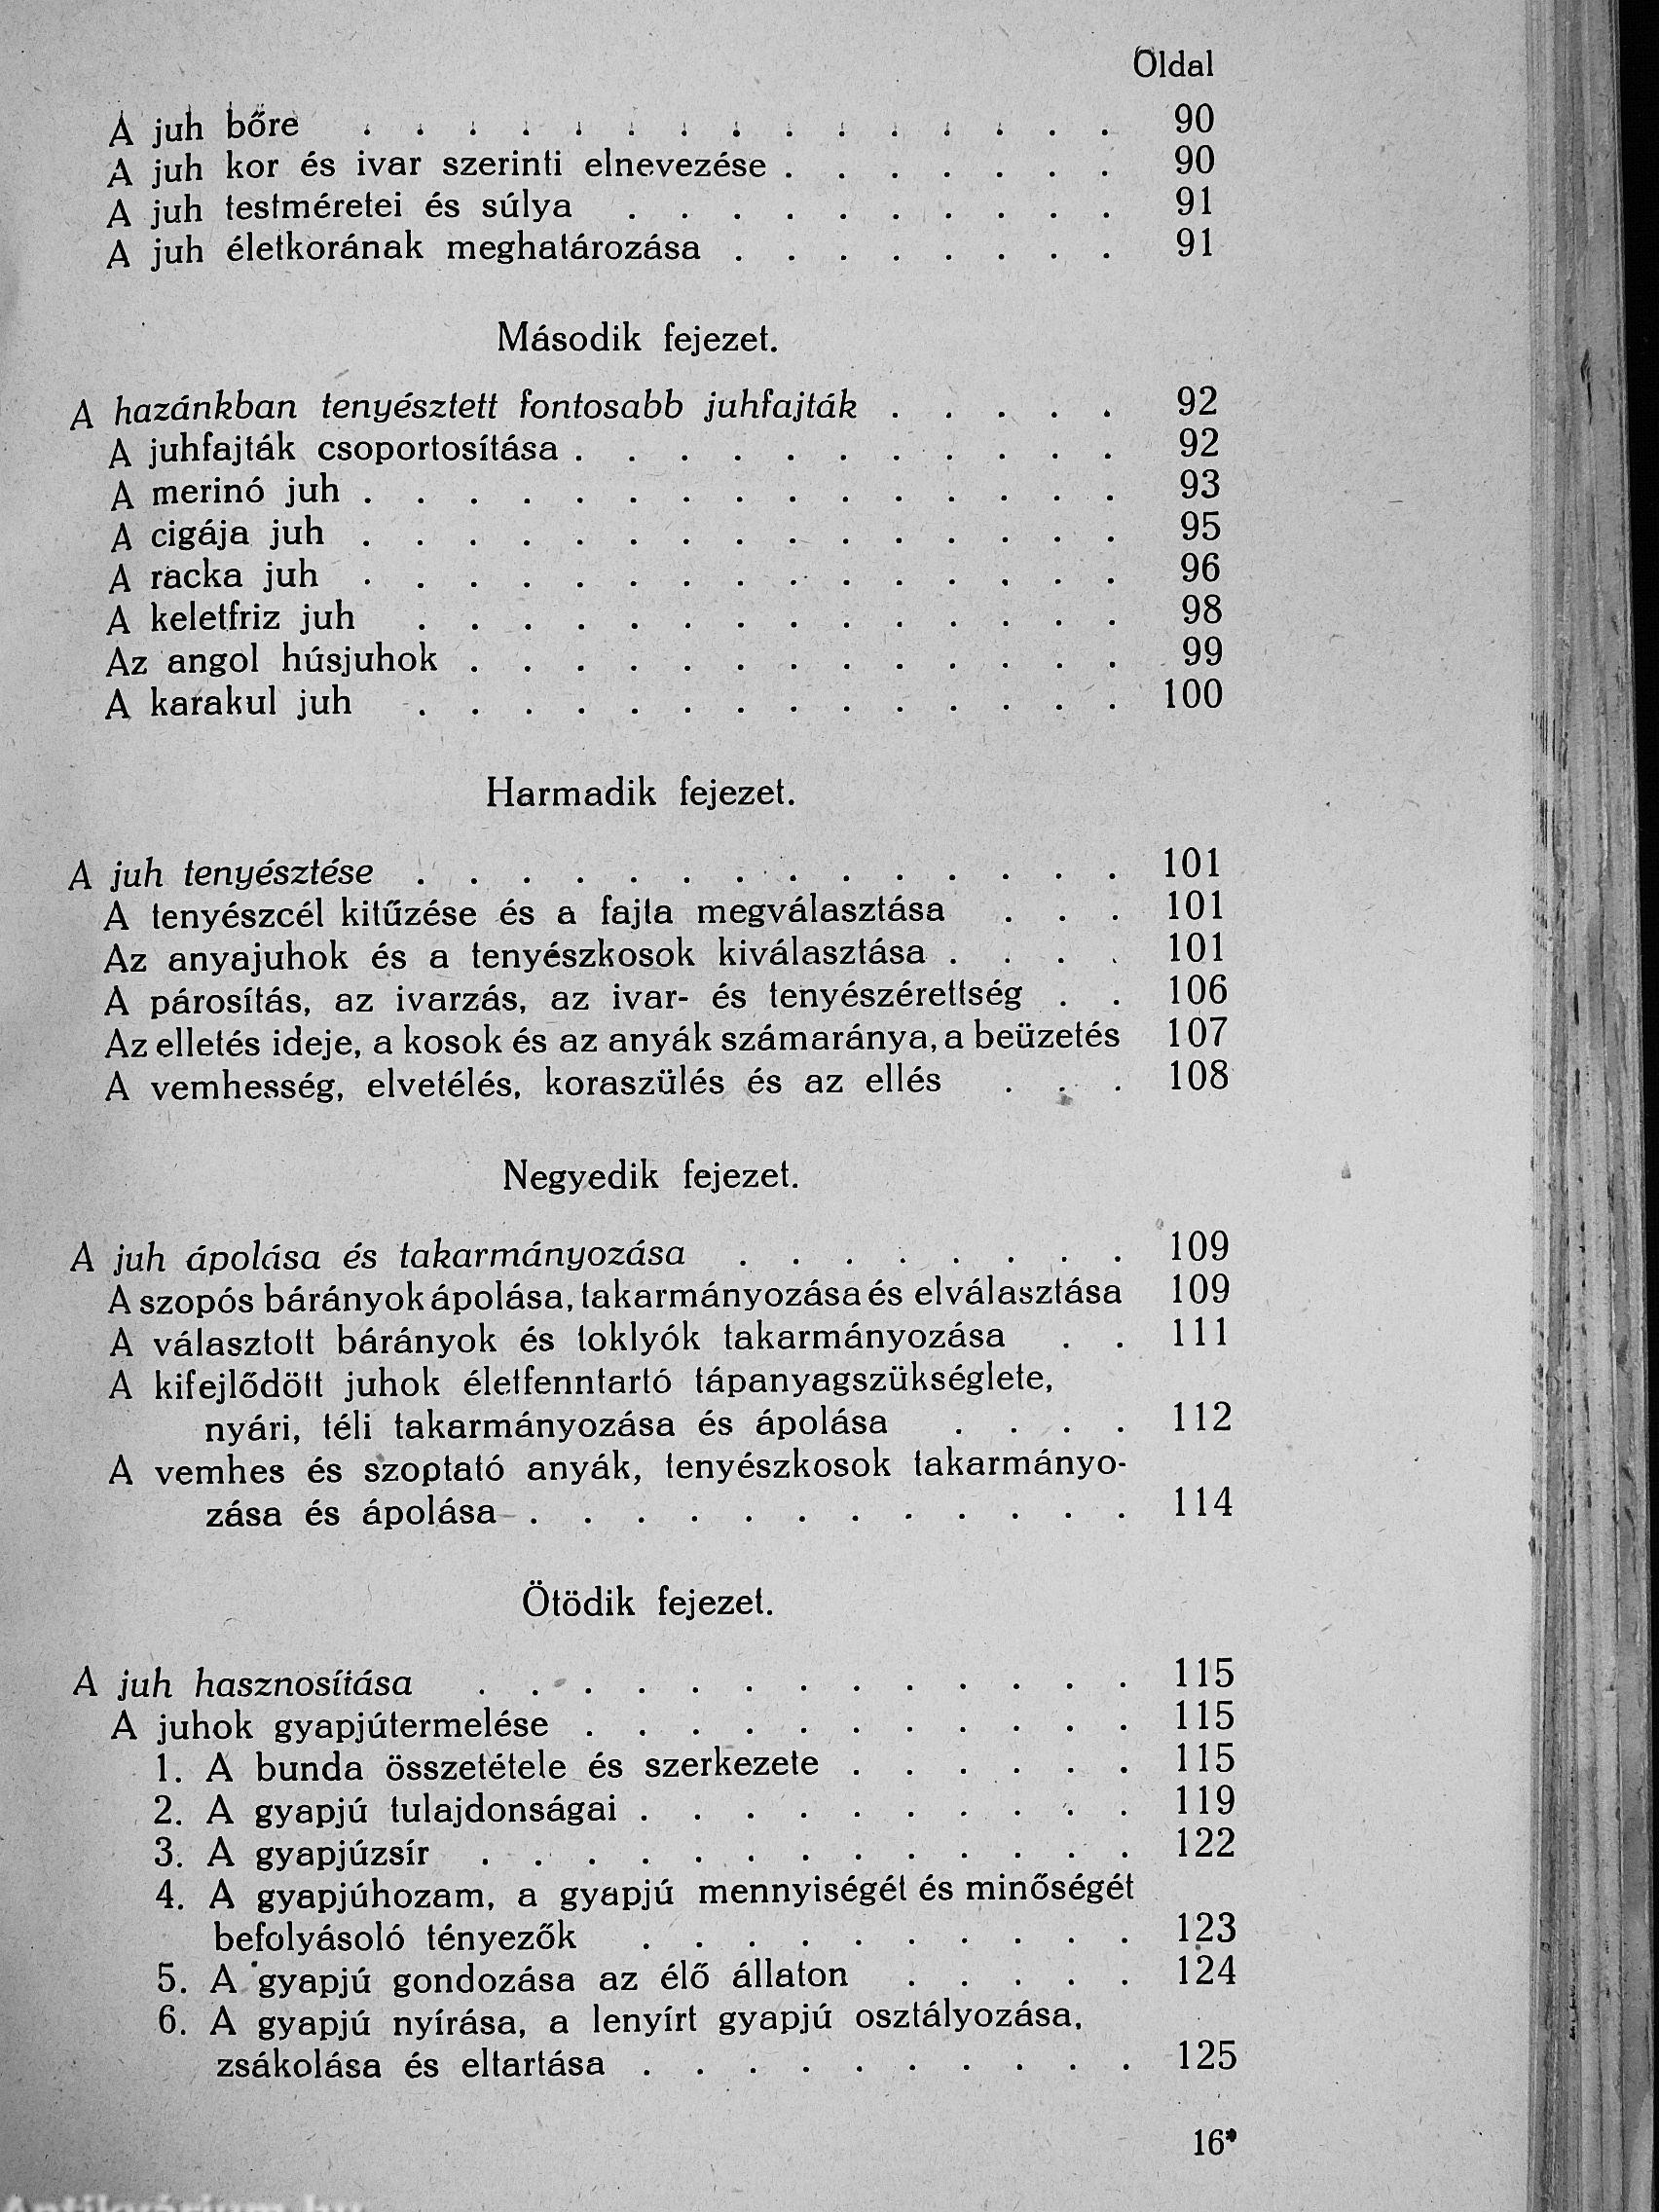 Oldal
A juh bőre . . . . . . . . . . . . . . . 90
A juh kor és ivar szerinti elnevezése . . . . . . . 90
A juh testméretei és súlya . . . . . . . . . . 91
A juh életkorának meghatározása . . . . . . . . 91
Második fejezet.
A hazánkban tenyésztett fontosabb juhfajták . . . . . 92
A juhfajták csoportosítása . . . . . . . . . . . 92
A merinó juh . . . . . . . . . . . . . . . 93
A cigája juh . . . . . . . . . . . . . . . 95
A racka juh . . . . . . . . . . . . . . . 96
A keletfriz juh . . . . . . . . . . . . . . 98
Az angol húsjuhok . . . . . . . . . . . . . 99
A karakul juh . . . . . . . . . . . . . . 100
Harmadik fejezet.
A juh tenyésztése . . . . . . . . . . . . . . 101
A tenyészcél kitűzése és a fajta megválasztása . . . 101
Az anyajuhok és a tenyészkosok kiválasztása . . . . 101
A párosítás, az ivarzás, az ivar- és tenyészérettség . . 106
Az elletés ideje, a kosok és az anyák számaránya, a beüzetés 107
A vemhesség, elvetélés, koraszülés és az ellés . . . 108
Negyedik fejezet.
A juh ápolása és takarmányozása . . . . . . . . 109
A szopós bárányok ápolása, takarmányozása és elválasztása 109
A választott bárányok és toklyók takarmányozása . . 111
A kifejlődött juhok életfenntartó tápanyagszükséglete,
nyári, téli takarmányozása és ápolása . . . . 112
A vemhes és szoptató anyák, tenyészkosok takarmányo-
zása és ápolása . . . . . . . . . . . . 114
Ötödik fejezet.
A juh hasznosítása . . . . . . . . . . . . . 115
A juhok gyapjútermelése . . . . . . . . . . . 115
1. A bunda összetétele és szerkezete . . . . . . 115
2. A gyapjú tulajdonságai . . . . . . . . . . 119
3. A gyapjúzsír . . . . . . . . . . . . . 122
4. A gyapjúhozam, a gyapjú mennyiségét és minőségét
befolyásoló tényezők . . . . . . . . . . 123
5. A gyapjú gondozása az élő állaton . . . . . 124
6. A gyapjú nyírása, a lenyírt gyapjú osztályozása,
zsákolása és eltartása . . . . . . . . . . 125
16*